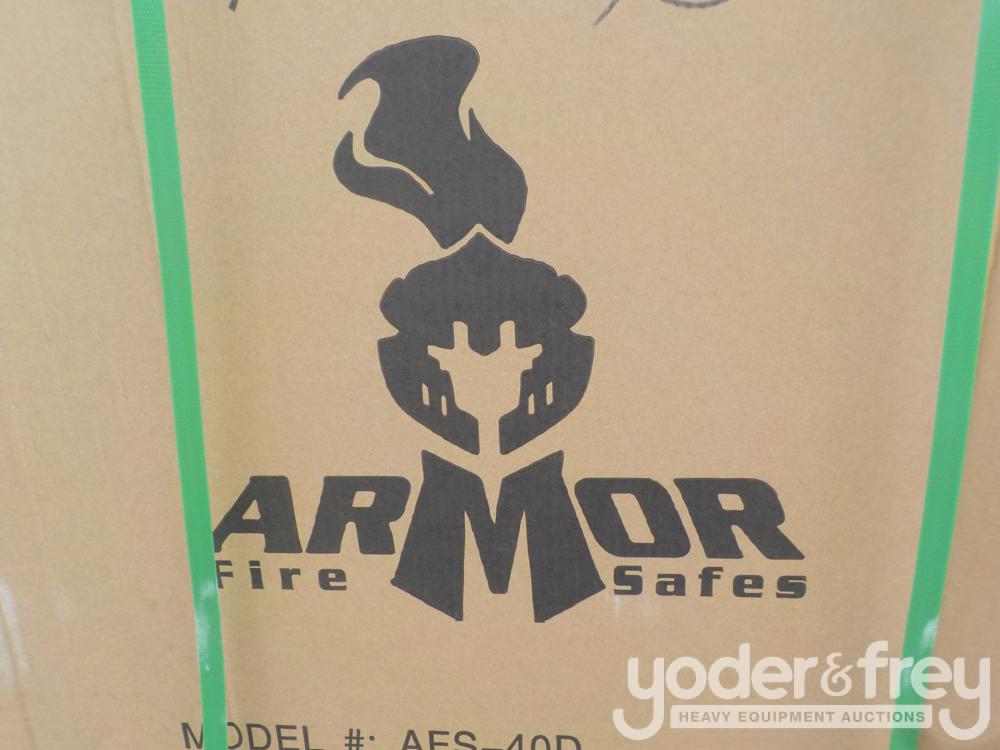 ARMOR
Fire Safes
MODEL #: AFS-40D
yoder&frey
HEAVY EQUIPMENT AUCTIONS